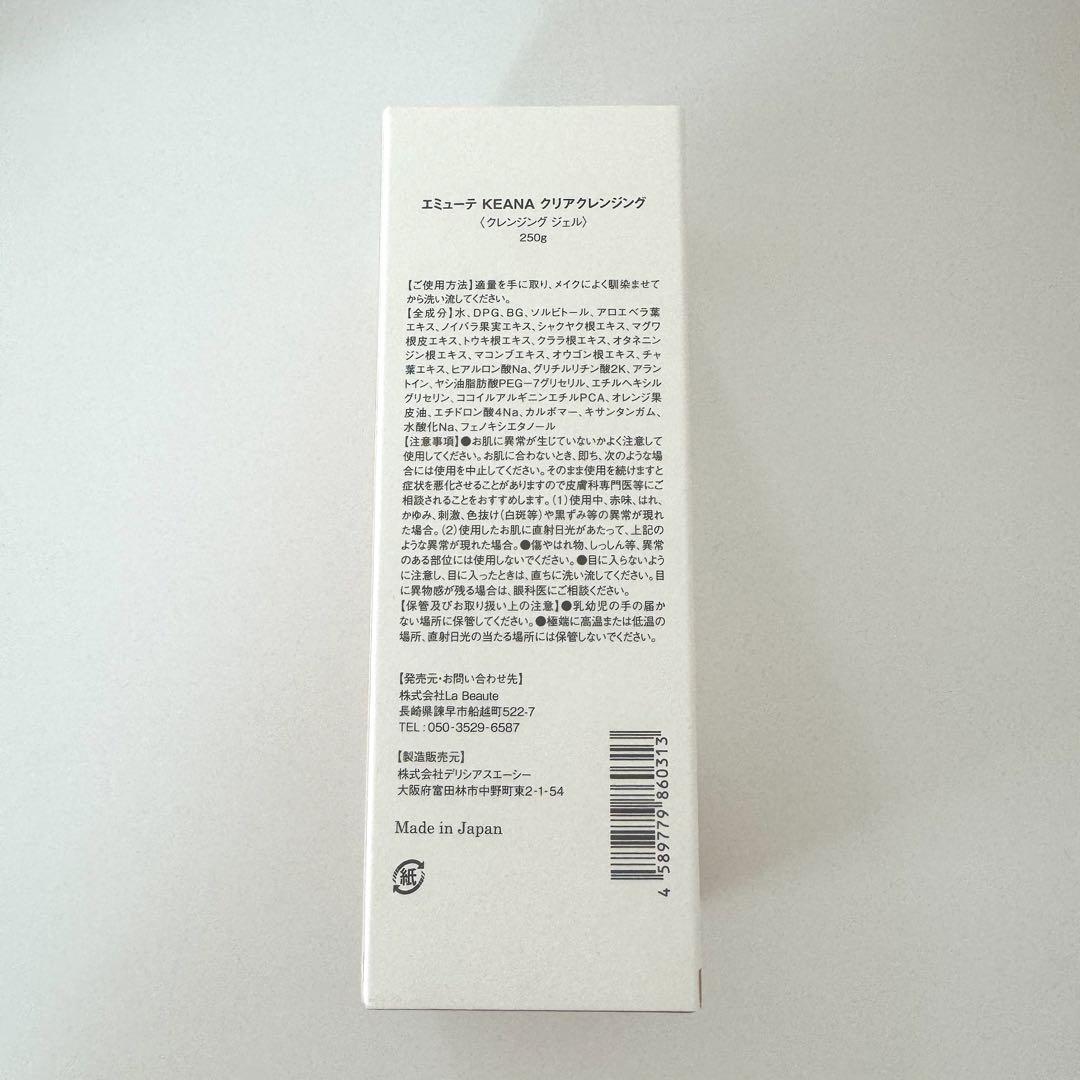 エミューテ KEANA クリアクレンジング
〈クレンジング ジェル〉
250g
【ご使用方法】適量を手に取り、メイクによく馴染ませて
から洗い流してください。
【全成分】水、DPG、BG、ソルビトール、アロエベラ葉
エキス、ノイバラ果実エキス、シャクヤク根エキス、マグワ
根皮エキス、トウキ根エキス、クララ根エキス、オタネニン
ジン根エキス、マコンブエキス、オウゴン根エキス、チャ
葉エキス、ヒアルロン酸Na、グリチルリチン酸2K、アラン
トイン、ヤシ油脂肪酸PEG-7グリセリル、エチルヘキシル
グリセリン、ココイルアルギニンエチルPCA、オレンジ果
皮油、エチドロン酸4Na、カルボマー、キサンタンガム、
水酸化Na、フェノキシエタノール
【注意事項】●お肌に異常が生じていないかよく注意して
使用してください。お肌に合わないとき、即ち、次のような場
合には使用を中止してください。そのまま使用を続けますと
症状を悪化させることがありますので皮膚科専門医等にご
相談されることをおすすめします。(1)使用中、赤味、はれ、
かゆみ、刺激、色抜け(白斑等)や黒ずみ等の異常が現れ
た場合。(2)使用したお肌に直射日光があたって、上記の
ような異常が現れた場合。●傷やはれ物、しっしん等、異常
のある部位には使用しないでください。●目に入らないよう
に注意し、目に入ったときは、直ちに洗い流してください。目
に異物感が残る場合は、眼科医にご相談ください。
【保管及びお取り扱い上の注意】●乳幼児の手の届か
ない場所に保管してください。●極端に高温または低温の
場所、直射日光の当たる場所には保管しないでください。
【発売元・お問い合わせ先】
株式会社La Beaute
長崎県諫早市船越町522-7
TEL:050-3529-6587
【製造販売元】
株式会社デリシアスエーシー
大阪府富田林市中野町東2-1-54
Made in Japan
紙
4 589779 860313